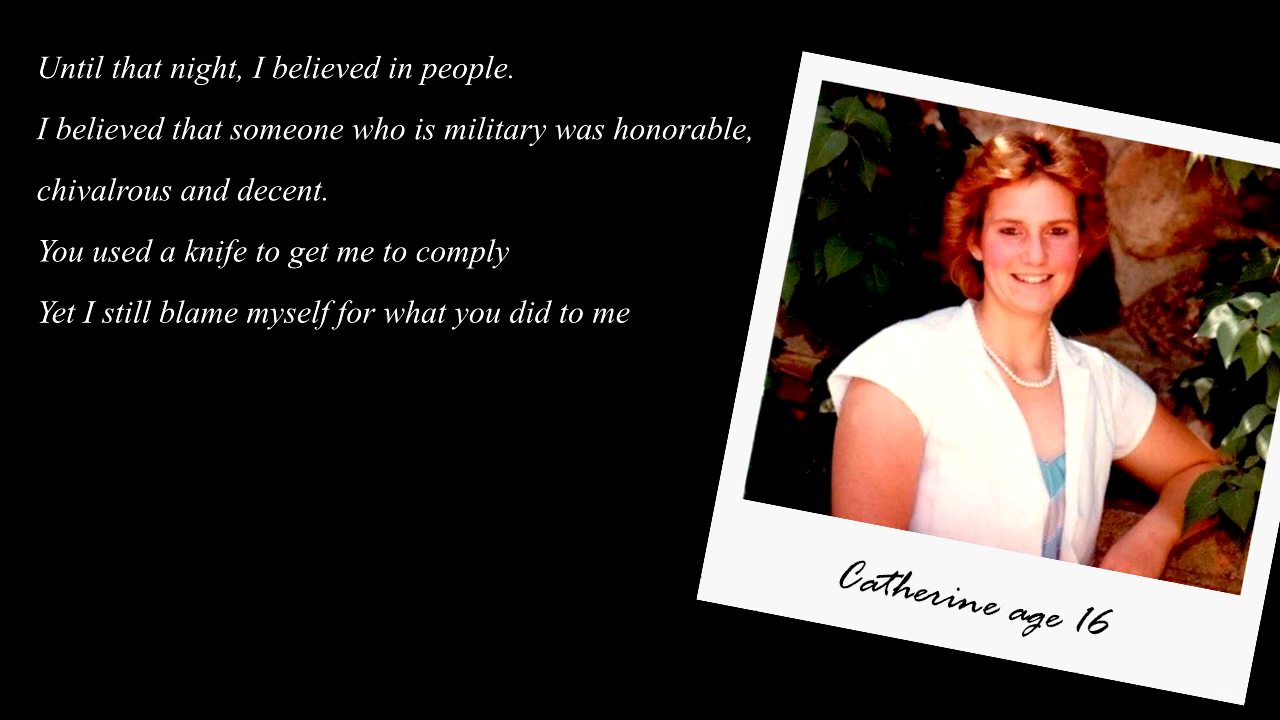 Until that night, I believed in people.
I believed that someone who is military was honorable,
chivalrous and decent.
You used a knife to get me to comply
Yet I still blame myself for what you did to me
Catherine age 16